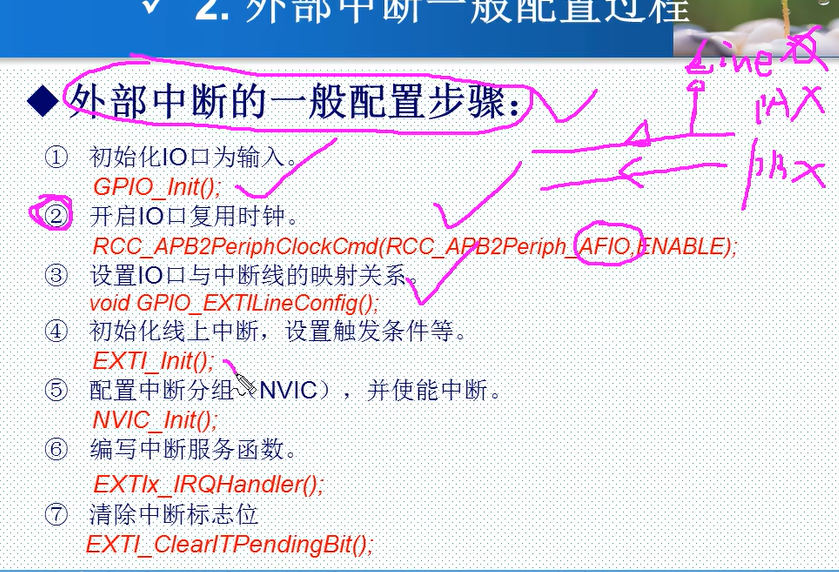 ✓ 2. 外部中断一般配置过程
◆外部中断的一般配置步骤：
① 初始化IO口为输入。
GPIO_Init();
② 开启IO口复用时钟。
RCC_APB2PeriphClockCmd(RCC_APB2Periph_AFIO,ENABLE);
③ 设置IO口与中断线的映射关系。
void GPIO_EXTILineConfig();
④ 初始化线上中断，设置触发条件等。
EXTI_Init();
⑤ 配置中断分组 NVIC），并使能中断。
NVIC_Init();
⑥ 编写中断服务函数。
EXTIx_IRQHandler();
⑦ 清除中断标志位
EXTI_ClearITPendingBit();
Line
PAX
PBX